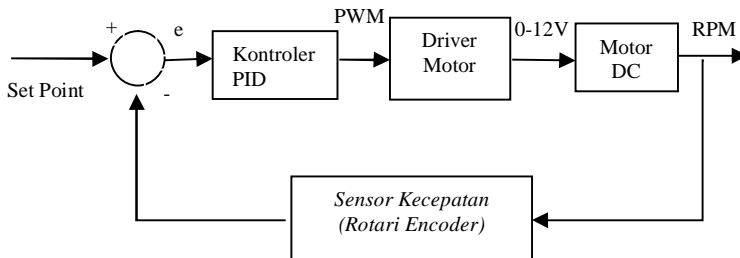 +
e
PWM
0-12V
RPM
Kontroler
PID
Driver
Motor
Motor
DC
Set Point
-
Sensor Kecepatan
(Rotari Encoder)